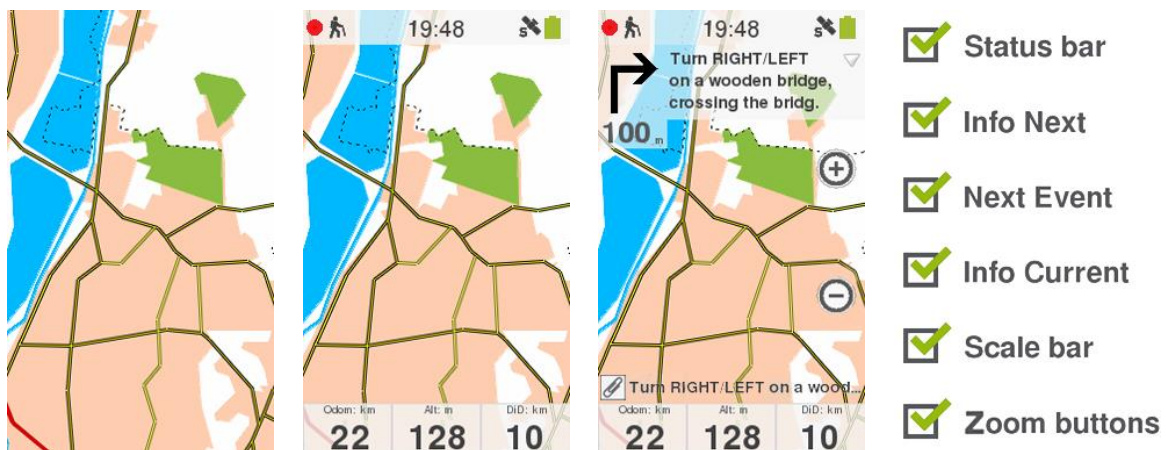 19:48
S
Odom: km
Alt: m
DiD: km
22
128
10
19:48
S
Turn RIGHT/LEFT
on a wooden bridge,
crossing the bridg.
100 m
Turn RIGHT/LEFT on a wood...
Odom: km
Alt: m
DiD: km
22
128
10
Status bar
Info Next
Next Event
Info Current
Scale bar
Zoom buttons